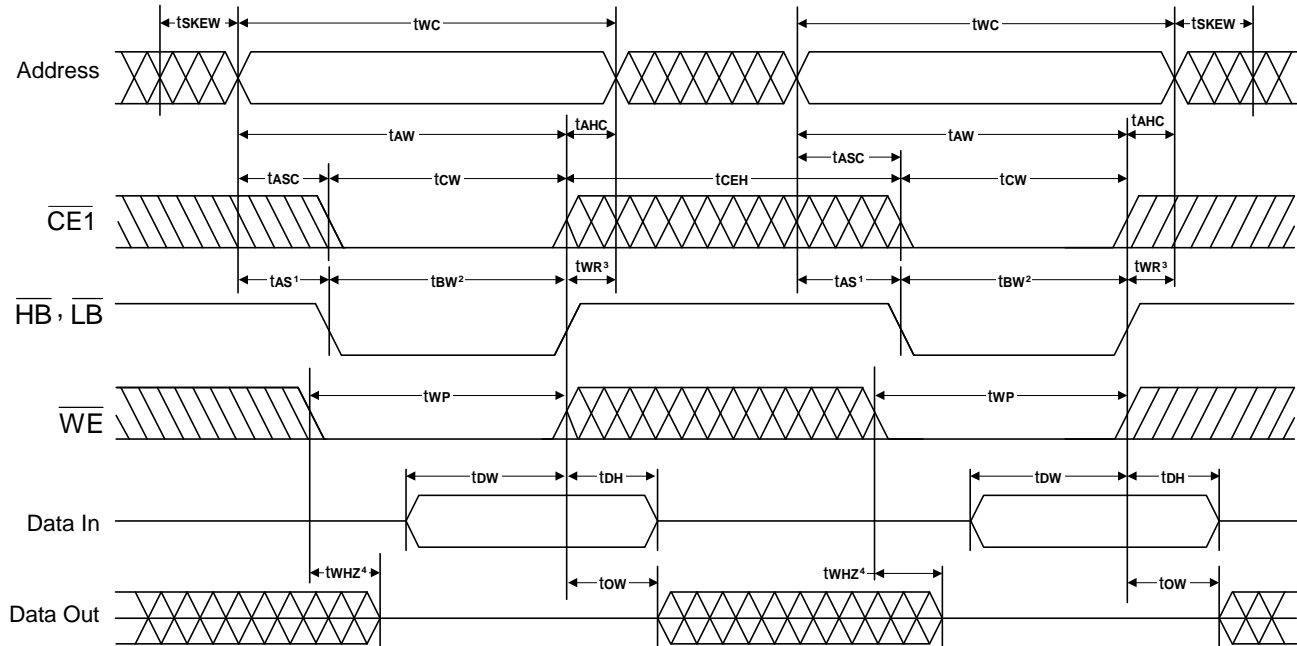 tSKEW tWC tWC tSKEW
Address
tAW tAHC tAW tAHC
tASC
tASC tCW tCEH tCW
CE1
tAS¹ tBW² tWR³ tAS¹ tBW² tWR³
HB , LB
tWP tWP
WE
tDW tDH tDW tDH
Data In
tWHZ⁴ tOW tWHZ⁴ tOW
Data Out